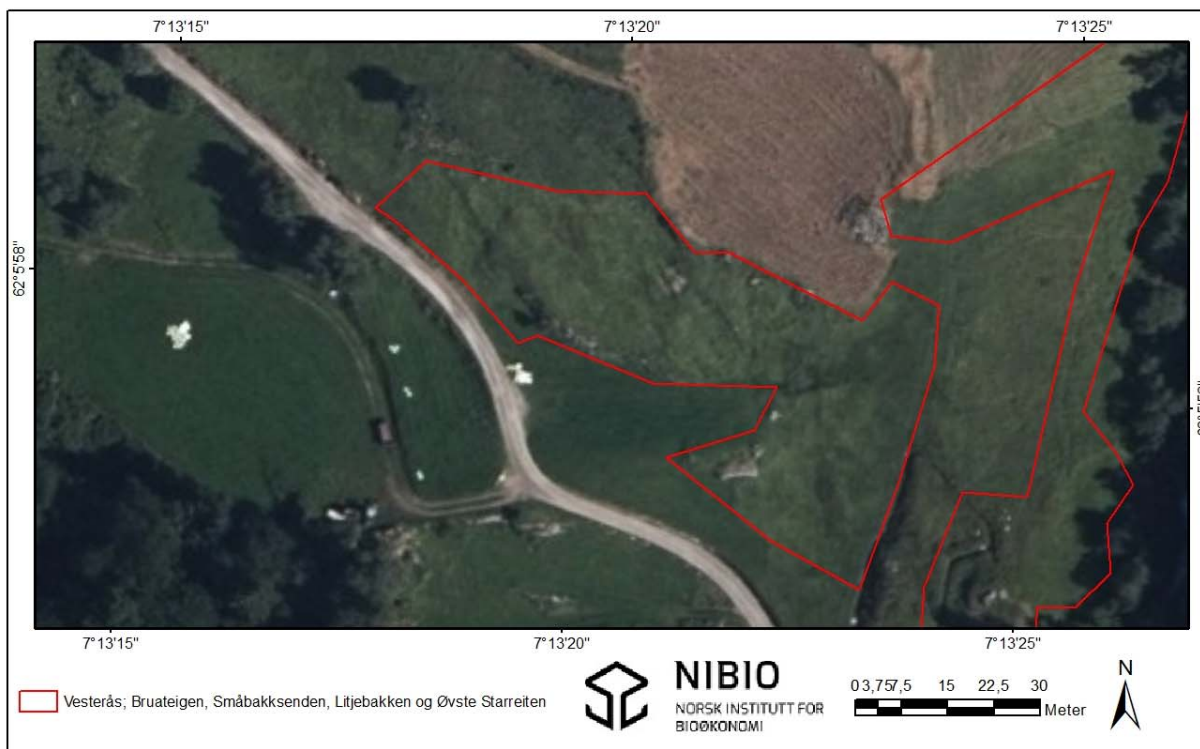 7°13'15" 7°13'20" 7°13'25"
62°5'58"
7°13'15" 7°13'20" 7°13'25"
Vesterås; Bruateigen, Småbakksenden, Litjebakken og Øvste Starreiten
NIBIO
NORSK INSTITUTT FOR
BIOØKONOMI
0 3,75 7,5 15 22,5 30
Meter
N